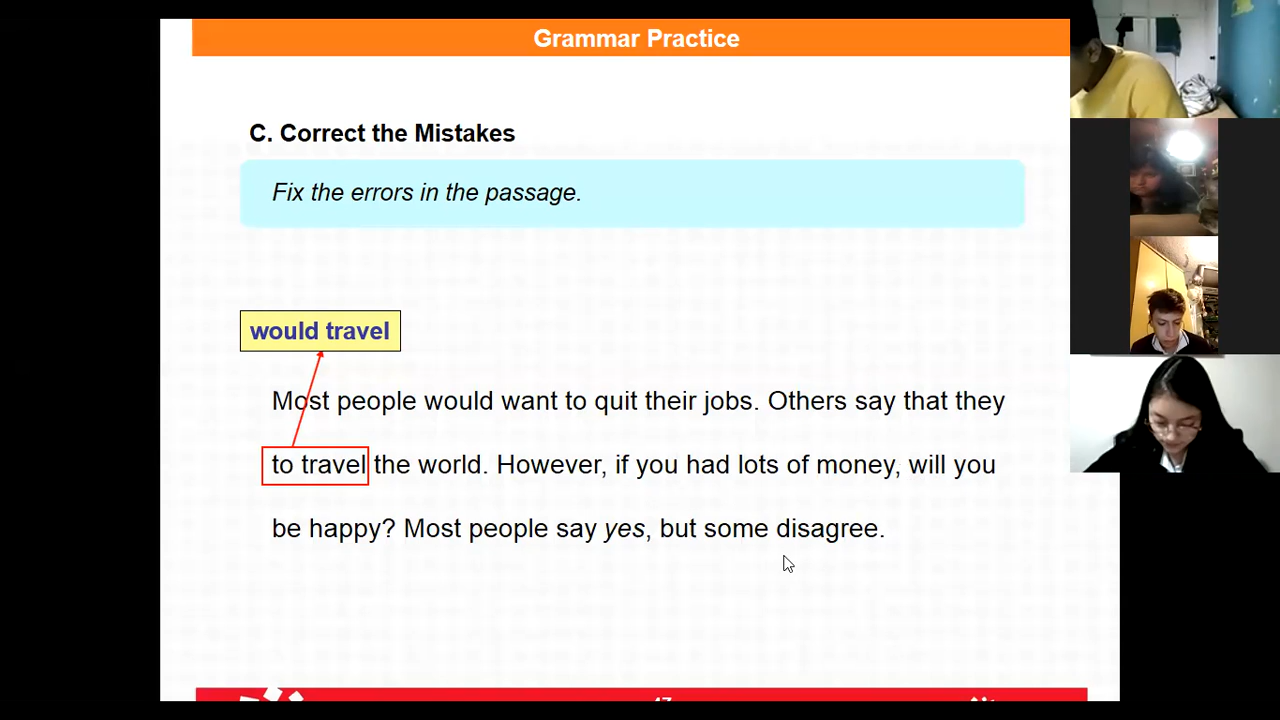 Grammar Practice
C. Correct the Mistakes
Fix the errors in the passage.
would travel
Most people would want to quit their jobs. Others say that they
to travel the world. However, if you had lots of money, will you
be happy? Most people say yes, but some disagree.